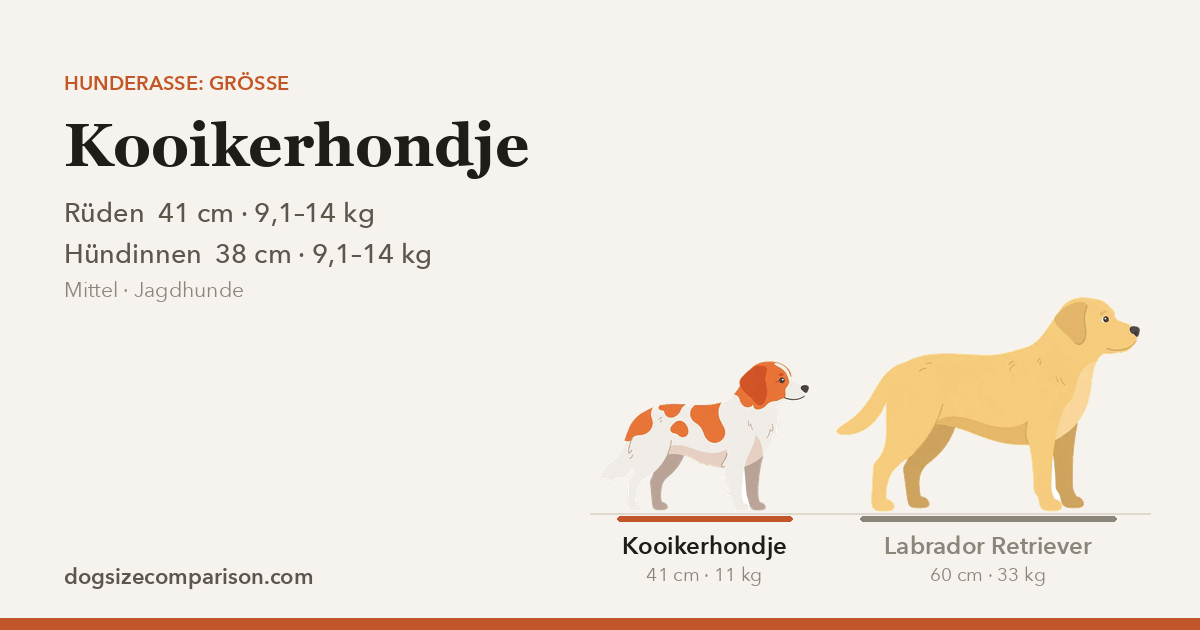 HUNDERASSE: GRÖSSE
Kooikerhondje
Rüden 41 cm · 9,1–14 kg
Hündinnen 38 cm · 9,1–14 kg
Mittel · Jagdhunde
Kooikerhondje
41 cm · 11 kg
Labrador Retriever
60 cm · 33 kg
dogsizecomparison.com